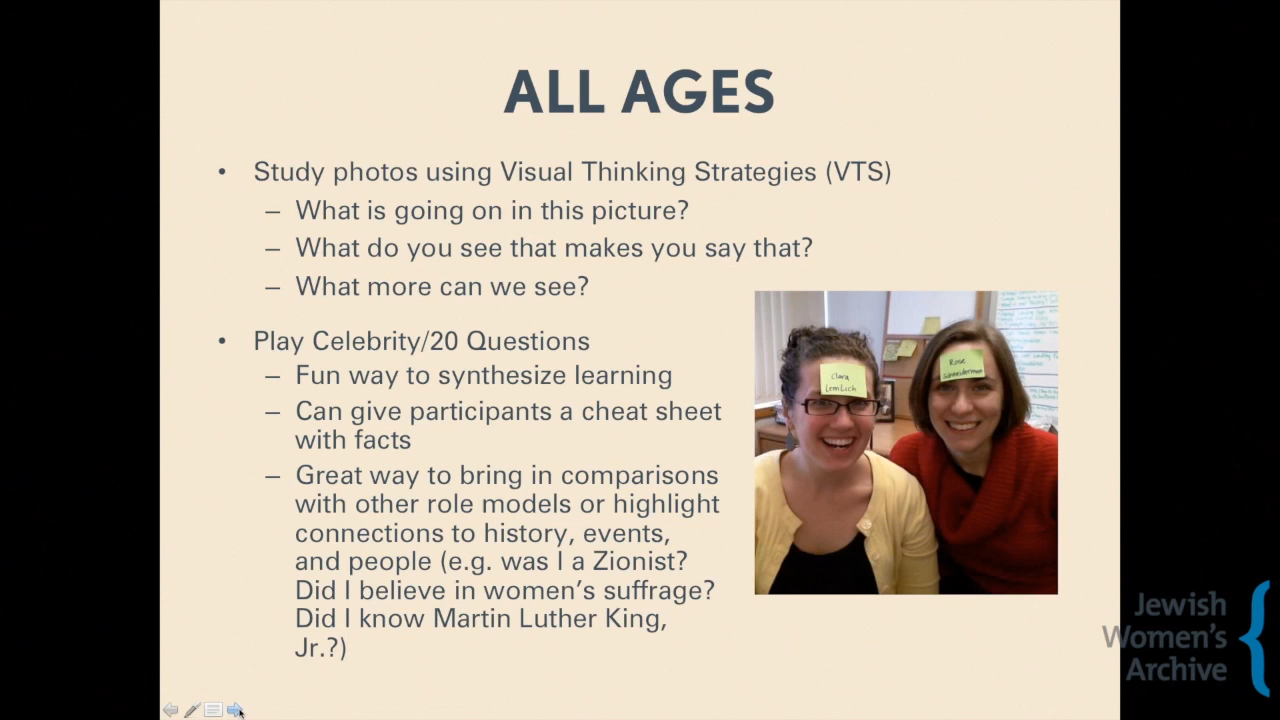 ALL AGES
• Study photos using Visual Thinking Strategies (VTS)
– What is going on in this picture?
– What do you see that makes you say that?
– What more can we see?
• Play Celebrity/20 Questions
– Fun way to synthesize learning
– Can give participants a cheat sheet
with facts
– Great way to bring in comparisons
with other role models or highlight
connections to history, events,
and people (e.g. was I a Zionist?
Did I believe in women’s suffrage?
Did I know Martin Luther King,
Jr.?)
Clara
Lemlich
Rose
Schneiderman
Jewish
Women's
Archive